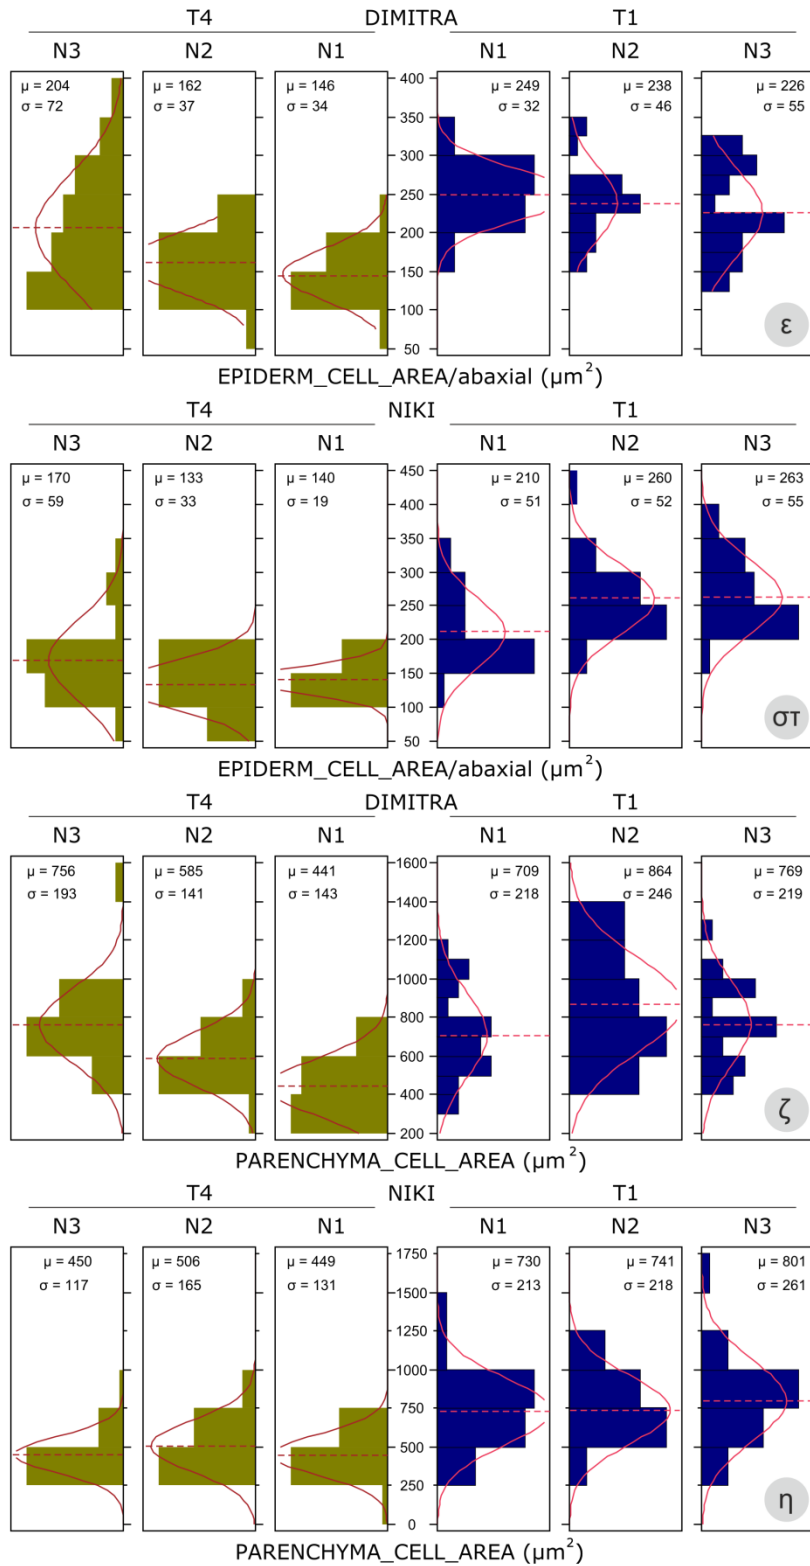 T4 DIMITRA T1
N3 N2 N1 N1 N2 N3
μ = 204 μ = 162 μ = 146 400 μ = 249 μ = 238 μ = 226
σ = 72 σ = 37 σ = 34 σ = 32 σ = 46 σ = 55
350
300
250
200
150
100
ε
50
EPIDERM_CELL_AREA/abaxial (μm²)
T4 NIKI T1
N3 N2 N1 N1 N2 N3
μ = 170 μ = 133 μ = 140 450 μ = 210 μ = 260 μ = 263
σ = 59 σ = 33 σ = 19 σ = 51 σ = 52 σ = 55
400
350
300
250
200
150
100
στ
50
EPIDERM_CELL_AREA/abaxial (μm²)
T4 DIMITRA T1
N3 N2 N1 N1 N2 N3
μ = 756 μ = 585 μ = 441 1600 μ = 709 μ = 864 μ = 769
σ = 193 σ = 141 σ = 143 σ = 218 σ = 246 σ = 219
1400
1200
1000
800
600
400
ζ
200
PARENCHYMA_CELL_AREA (μm²)
T4 NIKI T1
N3 N2 N1 N1 N2 N3
μ = 450 μ = 506 μ = 449 1750 μ = 730 μ = 741 μ = 801
σ = 117 σ = 165 σ = 131 σ = 213 σ = 218 σ = 261
1500
1250
1000
750
500
250
η
0
PARENCHYMA_CELL_AREA (μm²)